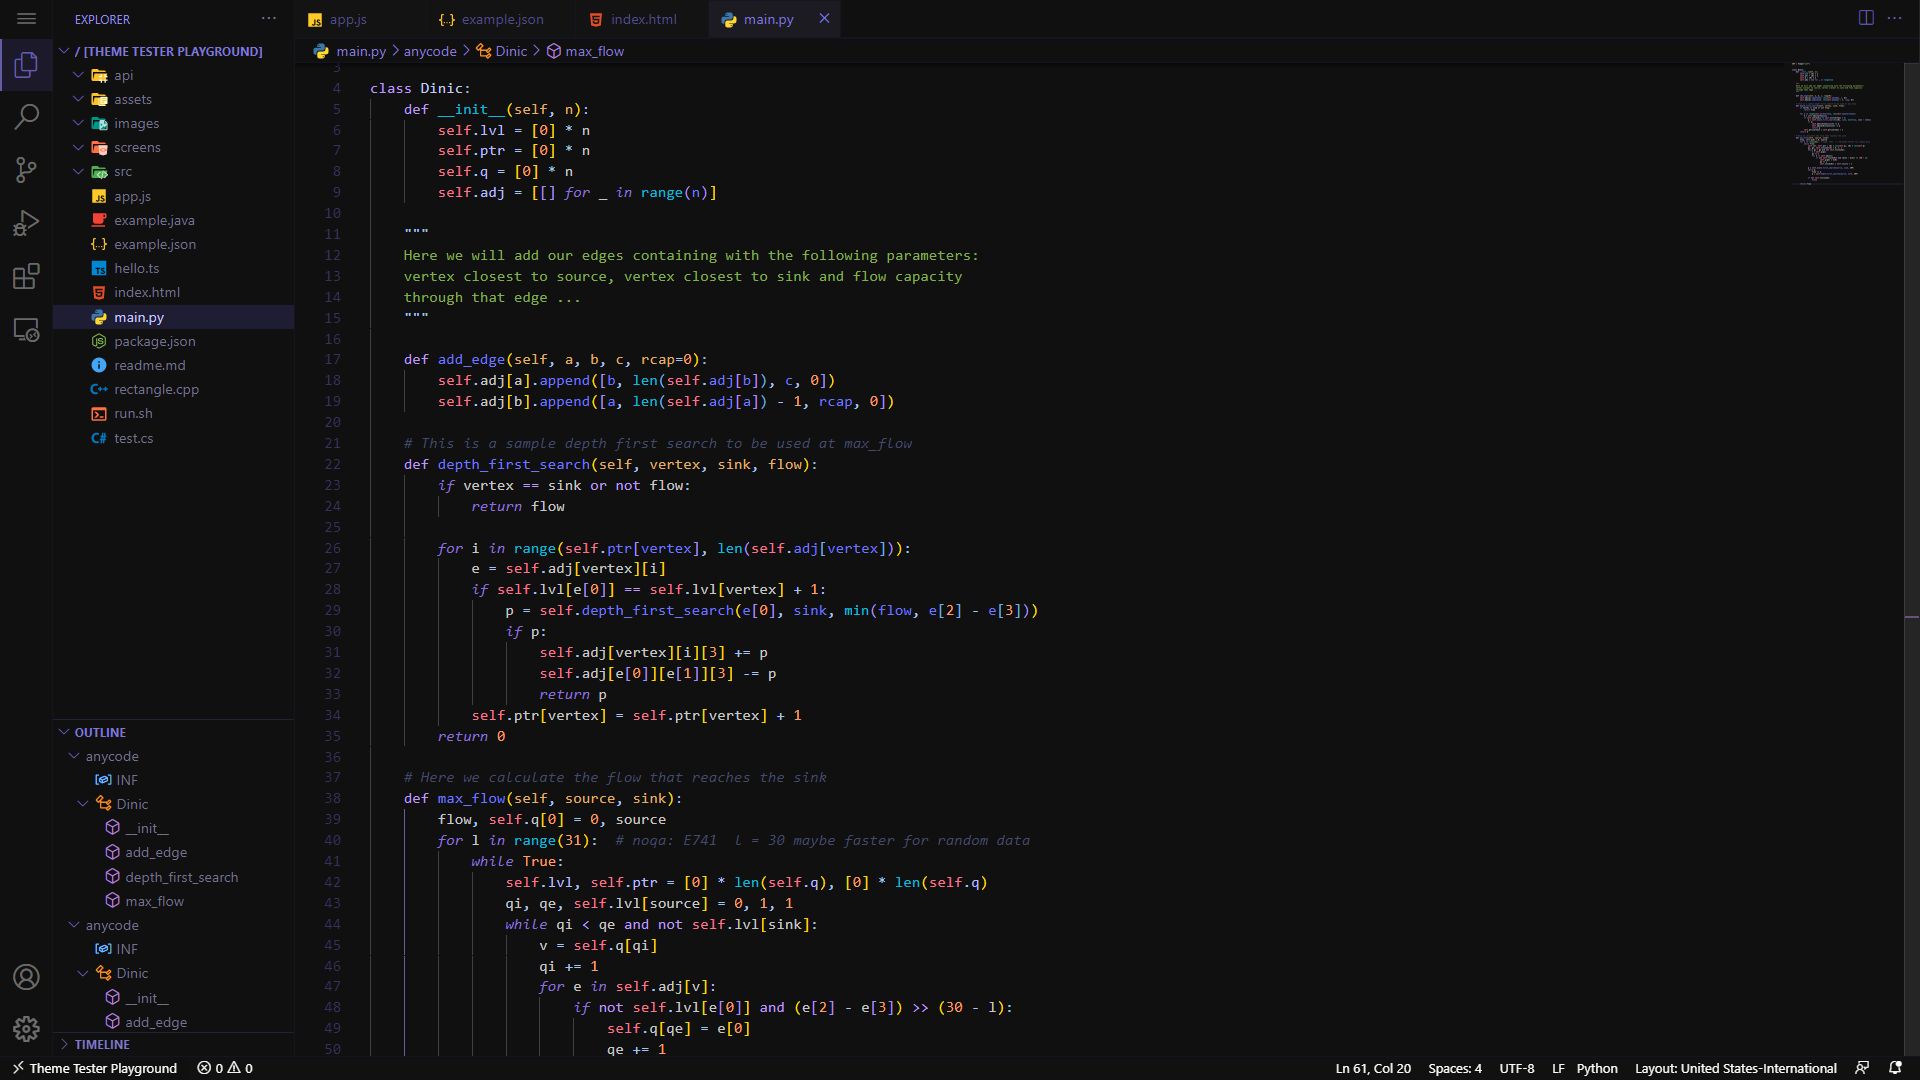 EXPLORER
/ [THEME TESTER PLAYGROUND]
api
assets
images
screens
src
app.js
example.java
example.json
hello.ts
index.html
main.py
package.json
readme.md
rectangle.cpp
run.sh
test.cs
OUTLINE
anycode
INF
Dinic
__init__
add_edge
depth_first_search
max_flow
anycode
INF
Dinic
__init__
add_edge
TIMELINE
app.js
example.json
index.html
main.py
main.py > anycode > Dinic > max_flow
3
4 class Dinic:
5 def __init__(self, n):
6 self.lvl = [0] * n
7 self.ptr = [0] * n
8 self.q = [0] * n
9 self.adj = [[] for _ in range(n)]
10
11 """
12 Here we will add our edges containing with the following parameters:
13 vertex closest to source, vertex closest to sink and flow capacity
14 through that edge ...
15 """
16
17 def add_edge(self, a, b, c, rcap=0):
18 self.adj[a].append([b, len(self.adj[b]), c, 0])
19 self.adj[b].append([a, len(self.adj[a]) - 1, rcap, 0])
20
21 # This is a sample depth first search to be used at max_flow
22 def depth_first_search(self, vertex, sink, flow):
23 if vertex == sink or not flow:
24 return flow
25
26 for i in range(self.ptr[vertex], len(self.adj[vertex])):
27 e = self.adj[vertex][i]
28 if self.lvl[e[0]] == self.lvl[vertex] + 1:
29 p = self.depth_first_search(e[0], sink, min(flow, e[2] - e[3]))
30 if p:
31 self.adj[vertex][i][3] += p
32 self.adj[e[0]][e[1]][3] -= p
33 return p
34 self.ptr[vertex] = self.ptr[vertex] + 1
35 return 0
36
37 # Here we calculate the flow that reaches the sink
38 def max_flow(self, source, sink):
39 flow, self.q[0] = 0, source
40 for l in range(31):  # noqa: E741  l = 30 maybe faster for random data
41 while True:
42 self.lvl, self.ptr = [0] * len(self.q), [0] * len(self.q)
43 qi, qe, self.lvl[source] = 0, 1, 1
44 while qi < qe and not self.lvl[sink]:
45 v = self.q[qi]
46 qi += 1
47 for e in self.adj[v]:
48 if not self.lvl[e[0]] and (e[2] - e[3]) >> (30 - l):
49 self.q[qe] = e[0]
50 qe += 1
Theme Tester Playground
0
0
Ln 61, Col 20
Spaces: 4
UTF-8
LF
Python
Layout: United States-International